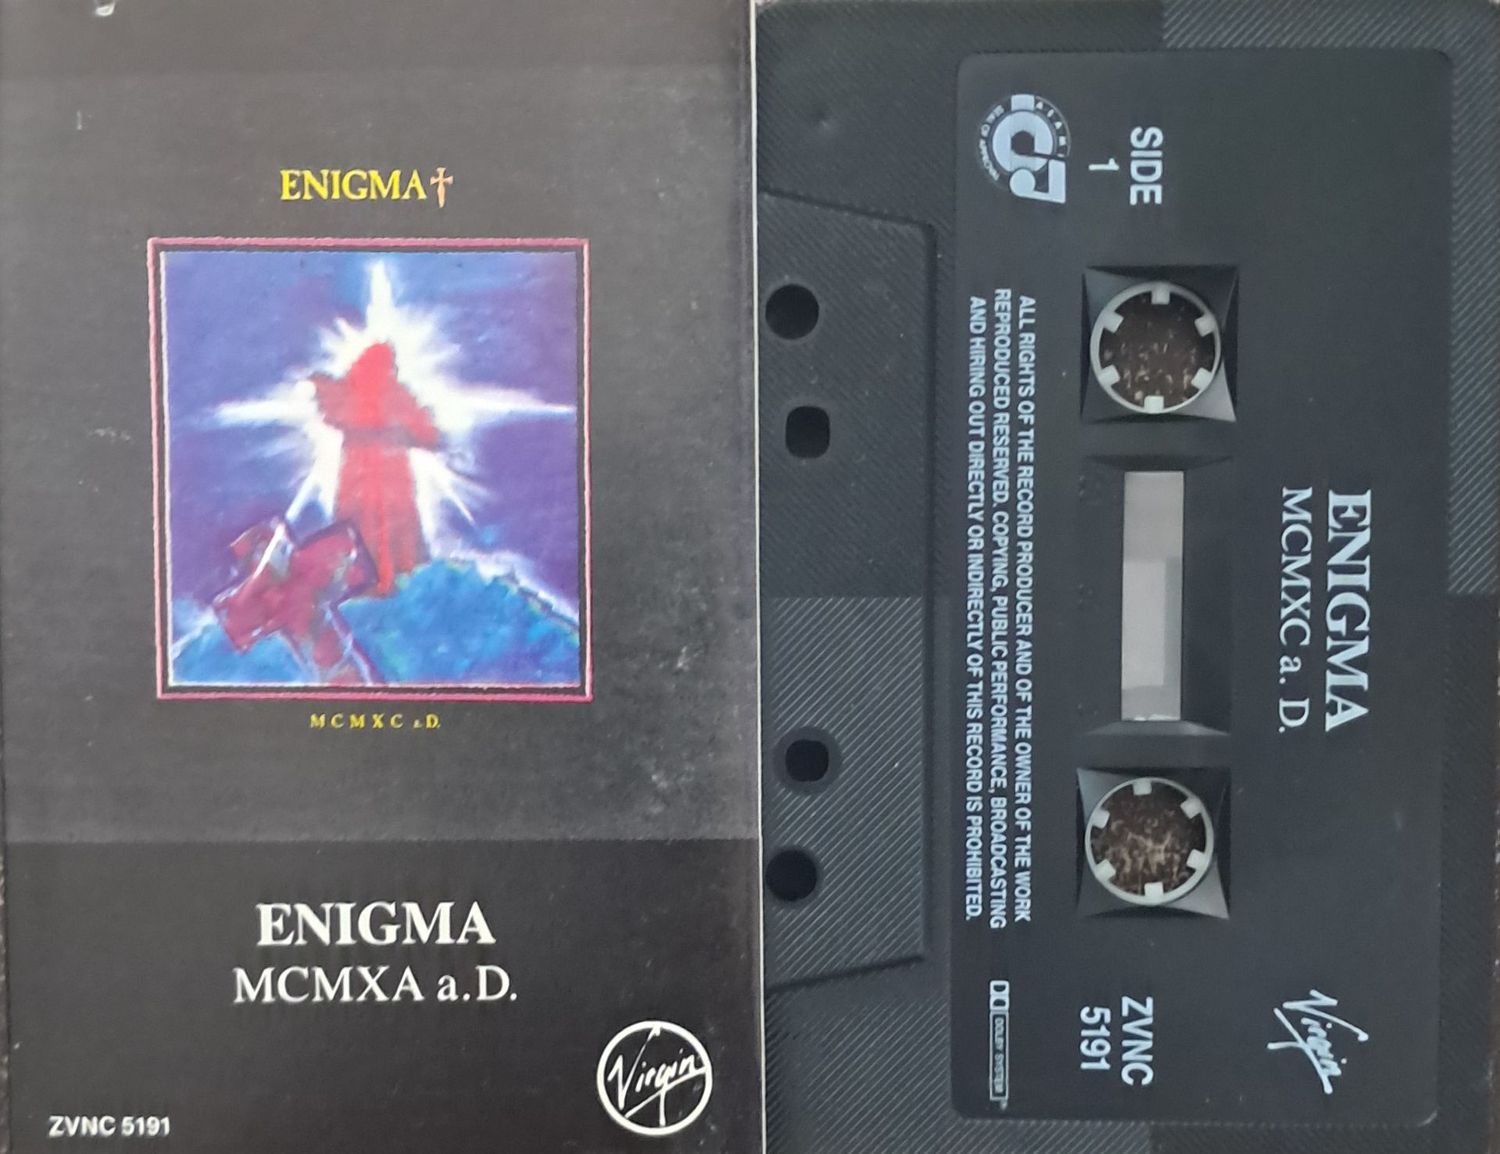 ENIGMA†
MCMXC a.D.
ENIGMA
MCMXA a.D.
Virgin
ZVNC 5191
SIDE
1
ENIGMA
MCMXC a. D.
ALL RIGHTS OF THE RECORD PRODUCER AND OF THE OWNER OF THE WORK
REPRODUCED RESERVED. COPYING, PUBLIC PERFORMANCE, BROADCASTING
AND HIRING OUT DIRECTLY OR INDIRECTLY OF THIS RECORD IS PROHIBITED.
Virgin
ZVNC
5191
DOLBY SYSTEM